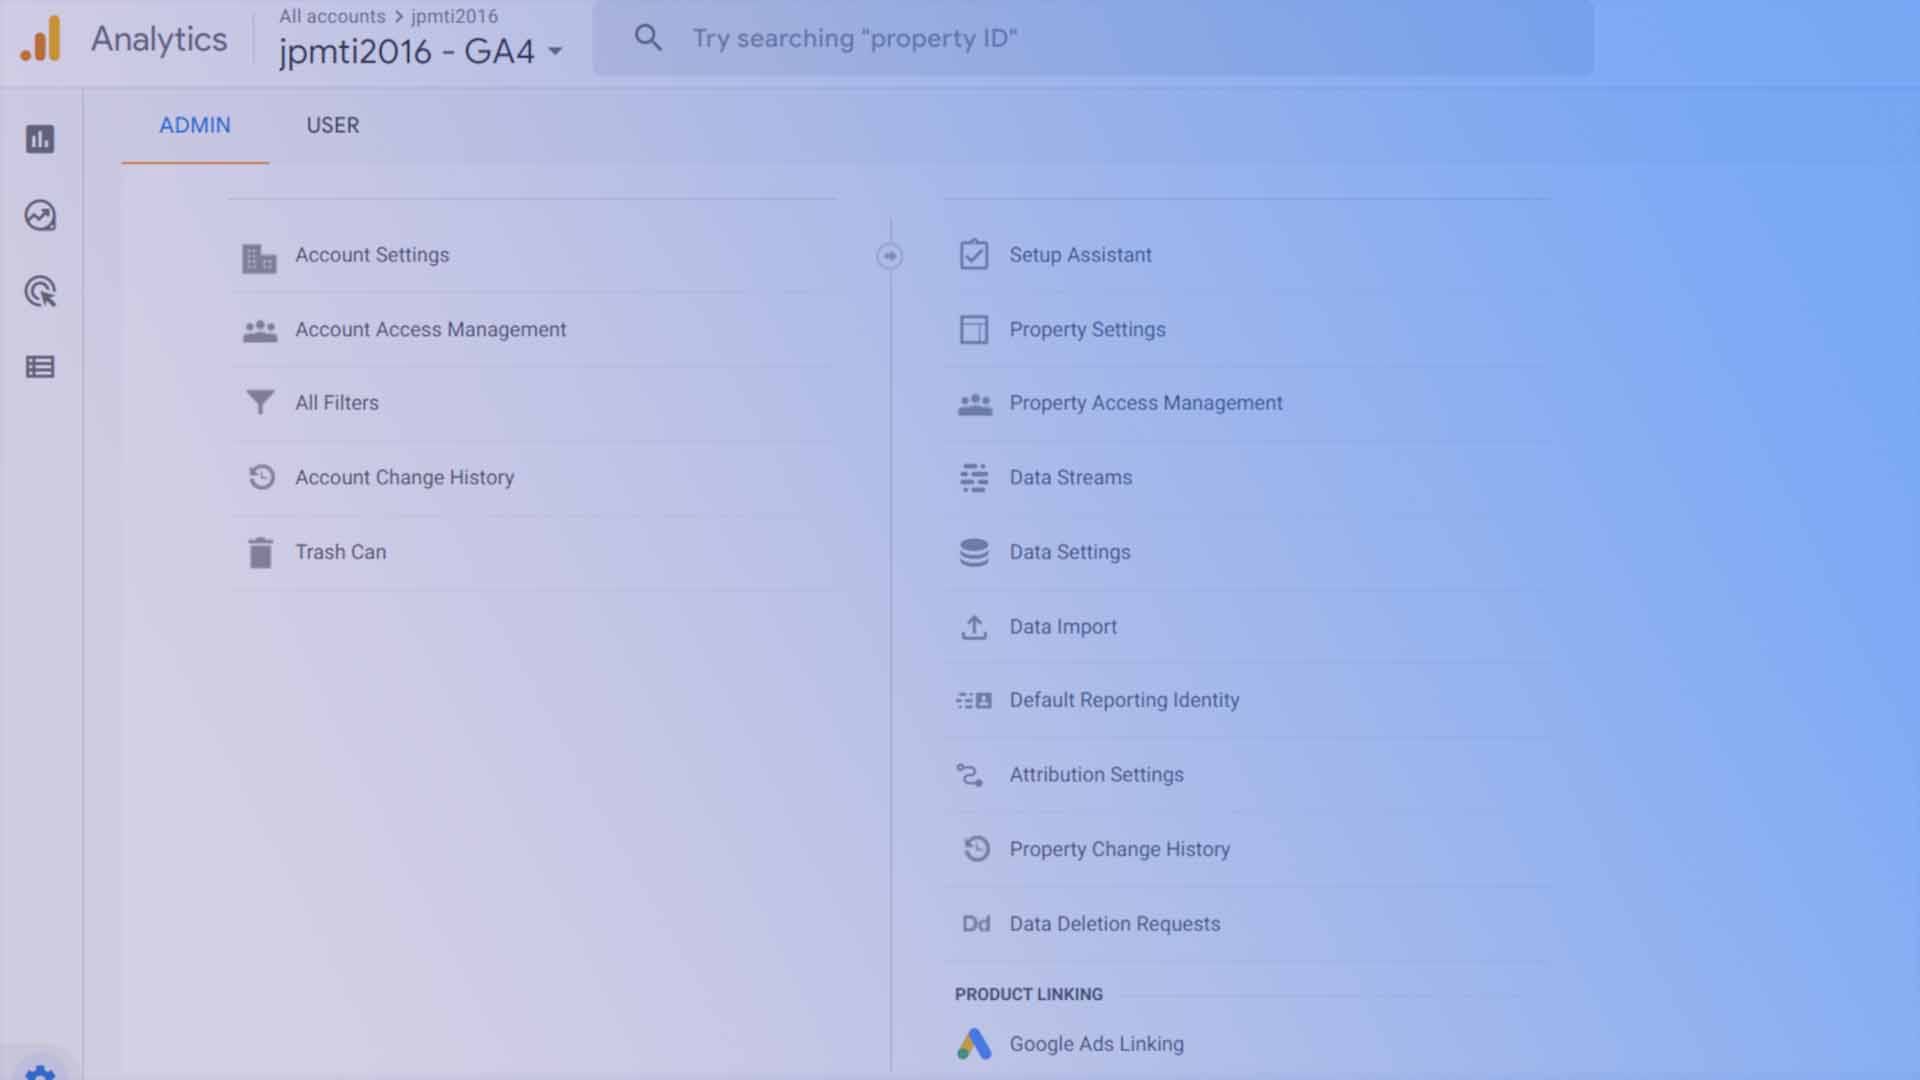 Analytics
All accounts > jpmti2016
jpmti2016 - GA4
Try searching "property ID"
ADMIN
USER
Account Settings
Account Access Management
All Filters
Account Change History
Trash Can
Setup Assistant
Property Settings
Property Access Management
Data Streams
Data Settings
Data Import
Default Reporting Identity
Attribution Settings
Property Change History
Dd Data Deletion Requests
PRODUCT LINKING
Google Ads Linking